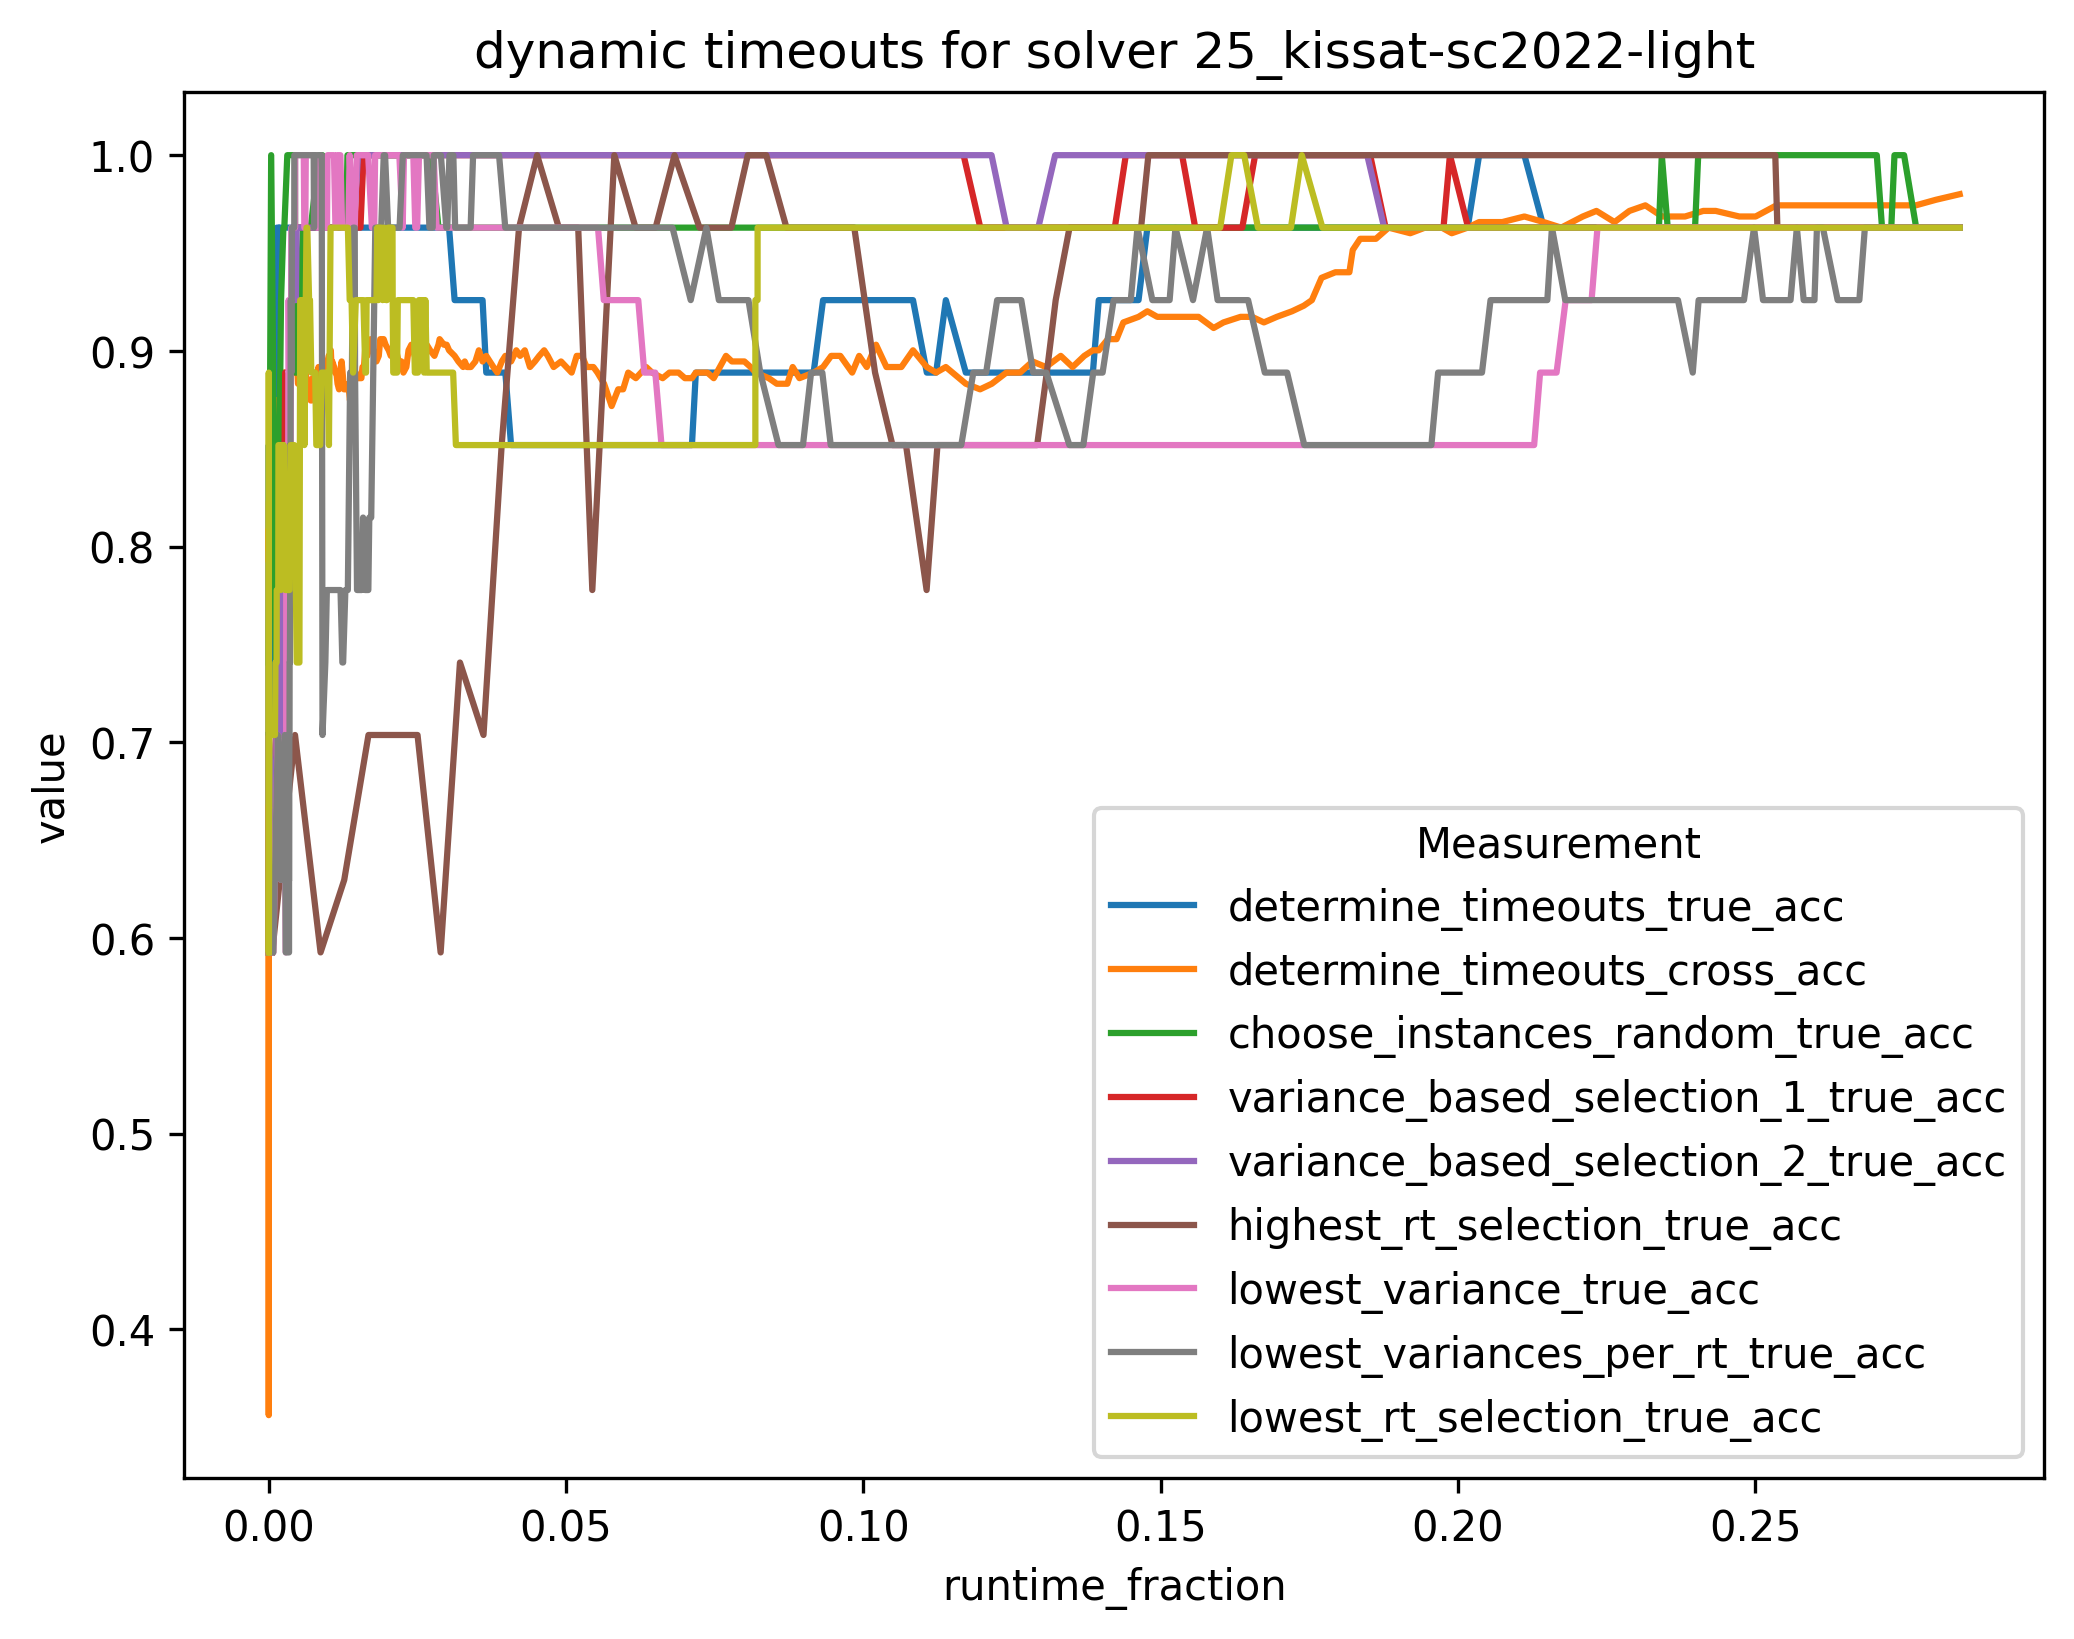 dynamic timeouts for solver 25_kissat-sc2022-light
1.0
0.9
0.8
0.7
0.6
0.5
0.4
value
0.00
0.05
0.10
0.15
0.20
0.25
runtime_fraction
Measurement
determine_timeouts_true_acc
determine_timeouts_cross_acc
choose_instances_random_true_acc
variance_based_selection_1_true_acc
variance_based_selection_2_true_acc
highest_rt_selection_true_acc
lowest_variance_true_acc
lowest_variances_per_rt_true_acc
lowest_rt_selection_true_acc